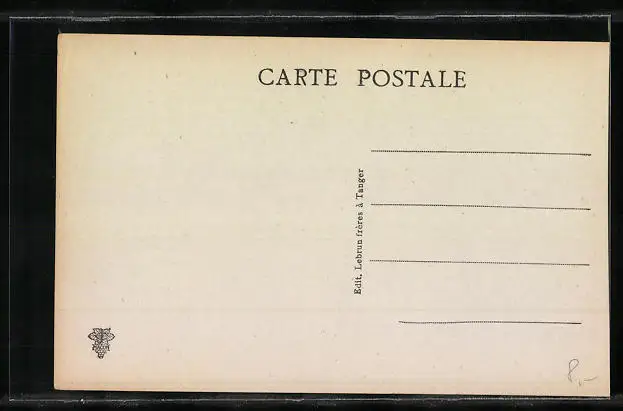 CARTE POSTALE
Edit. Lebrun frères à Tanger
8,-